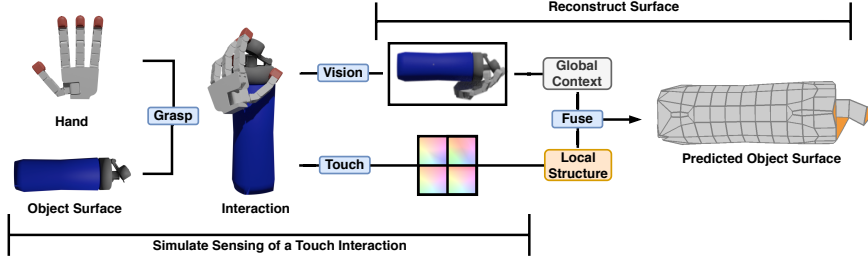 Reconstruct Surface
Vision
Global
Context
Hand
Grasp
Fuse
Touch
Local
Structure
Predicted Object Surface
Object Surface
Interaction
Simulate Sensing of a Touch Interaction